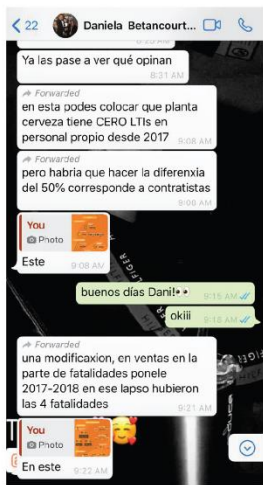 22
Daniela Betancourt...
Ya las pase a ver qué opinan
8:31 AM
Forwarded
en esta podes colocar que planta
cerveza tiene CERO LTIs en
personal propio desde 2017
9:08 AM
Forwarded
pero habria que hacer la diferenxia
del 50% corresponde a contratistas
9:08 AM
You
Photo
Este
9:08 AM
buenos días Dani!👀
9:15 AM
okiii
9:15 AM
Forwarded
una modificaxion, en ventas en la
parte de fatalidades ponele
2017-2018 en ese lapso hubieron
las 4 fatalidades
9:21 AM
You
Photo
En este
9:22 AM